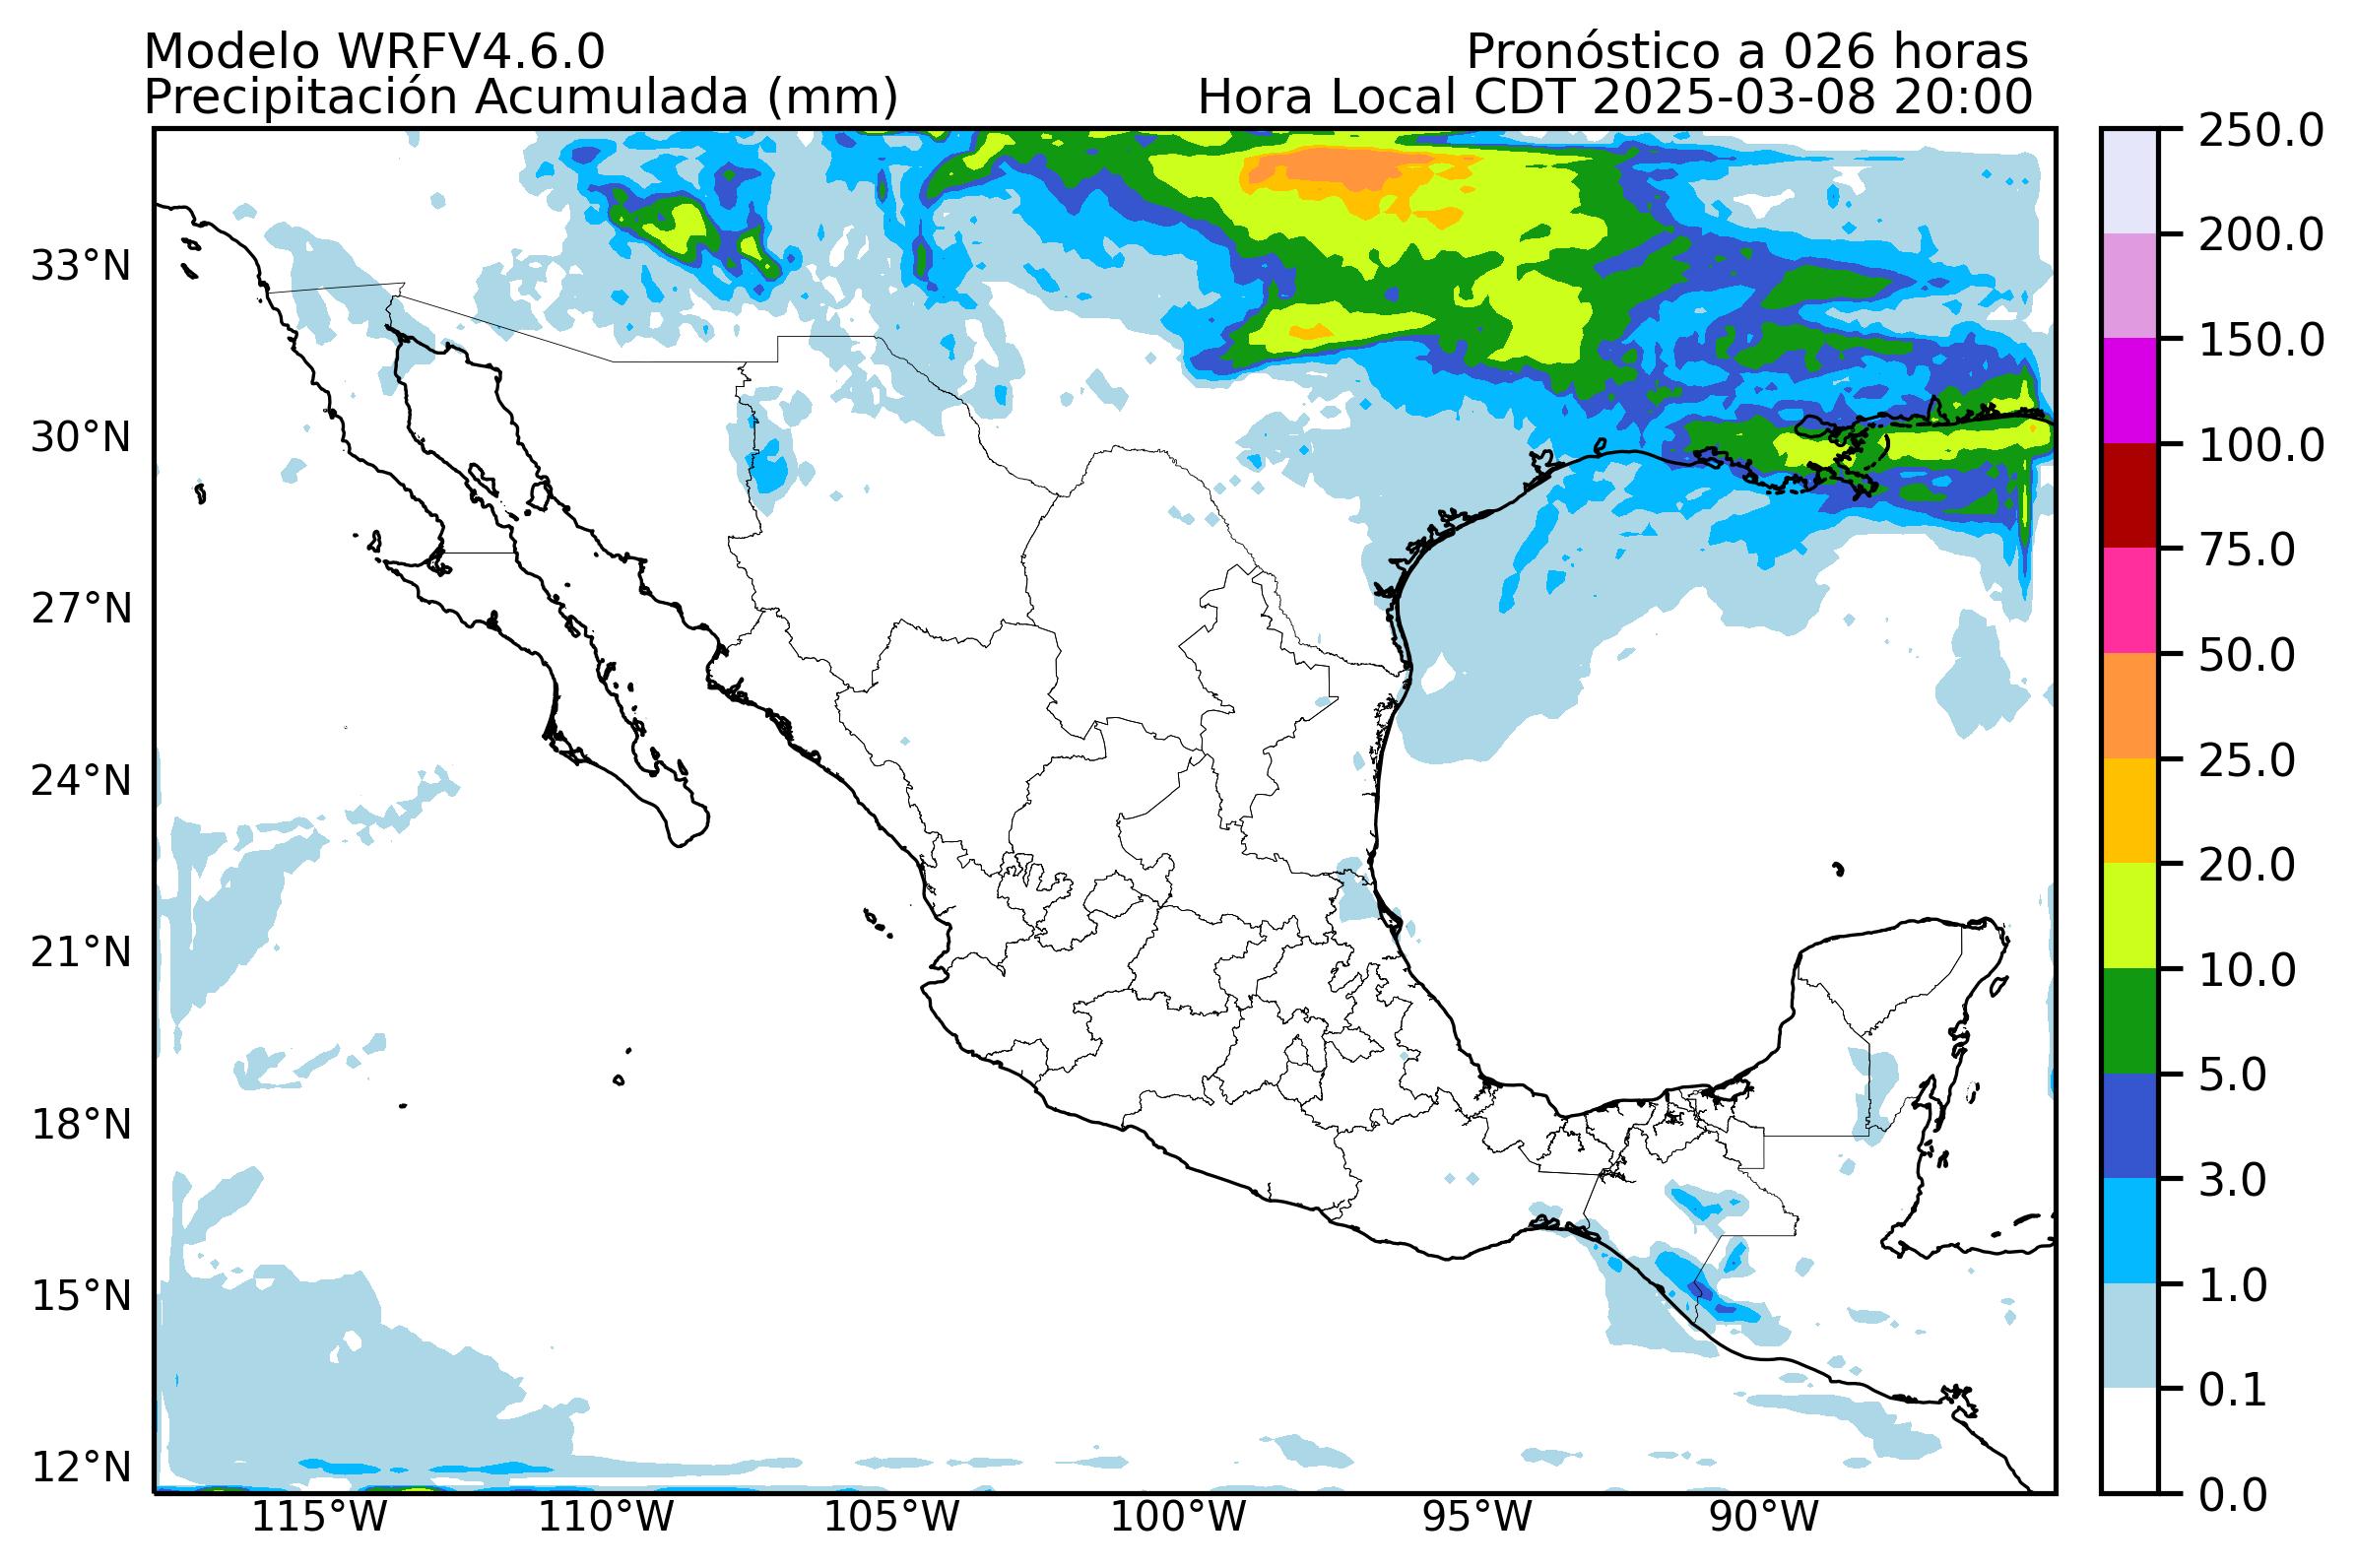 Modelo WRFV4.6.0
Pronóstico a 026 horas
Precipitación Acumulada (mm)
Hora Local CDT 2025-03-08 20:00
33°N
30°N
27°N
24°N
21°N
18°N
15°N
12°N
115°W
110°W
105°W
100°W
95°W
90°W
250.0
200.0
150.0
100.0
75.0
50.0
25.0
20.0
10.0
5.0
3.0
1.0
0.1
0.0